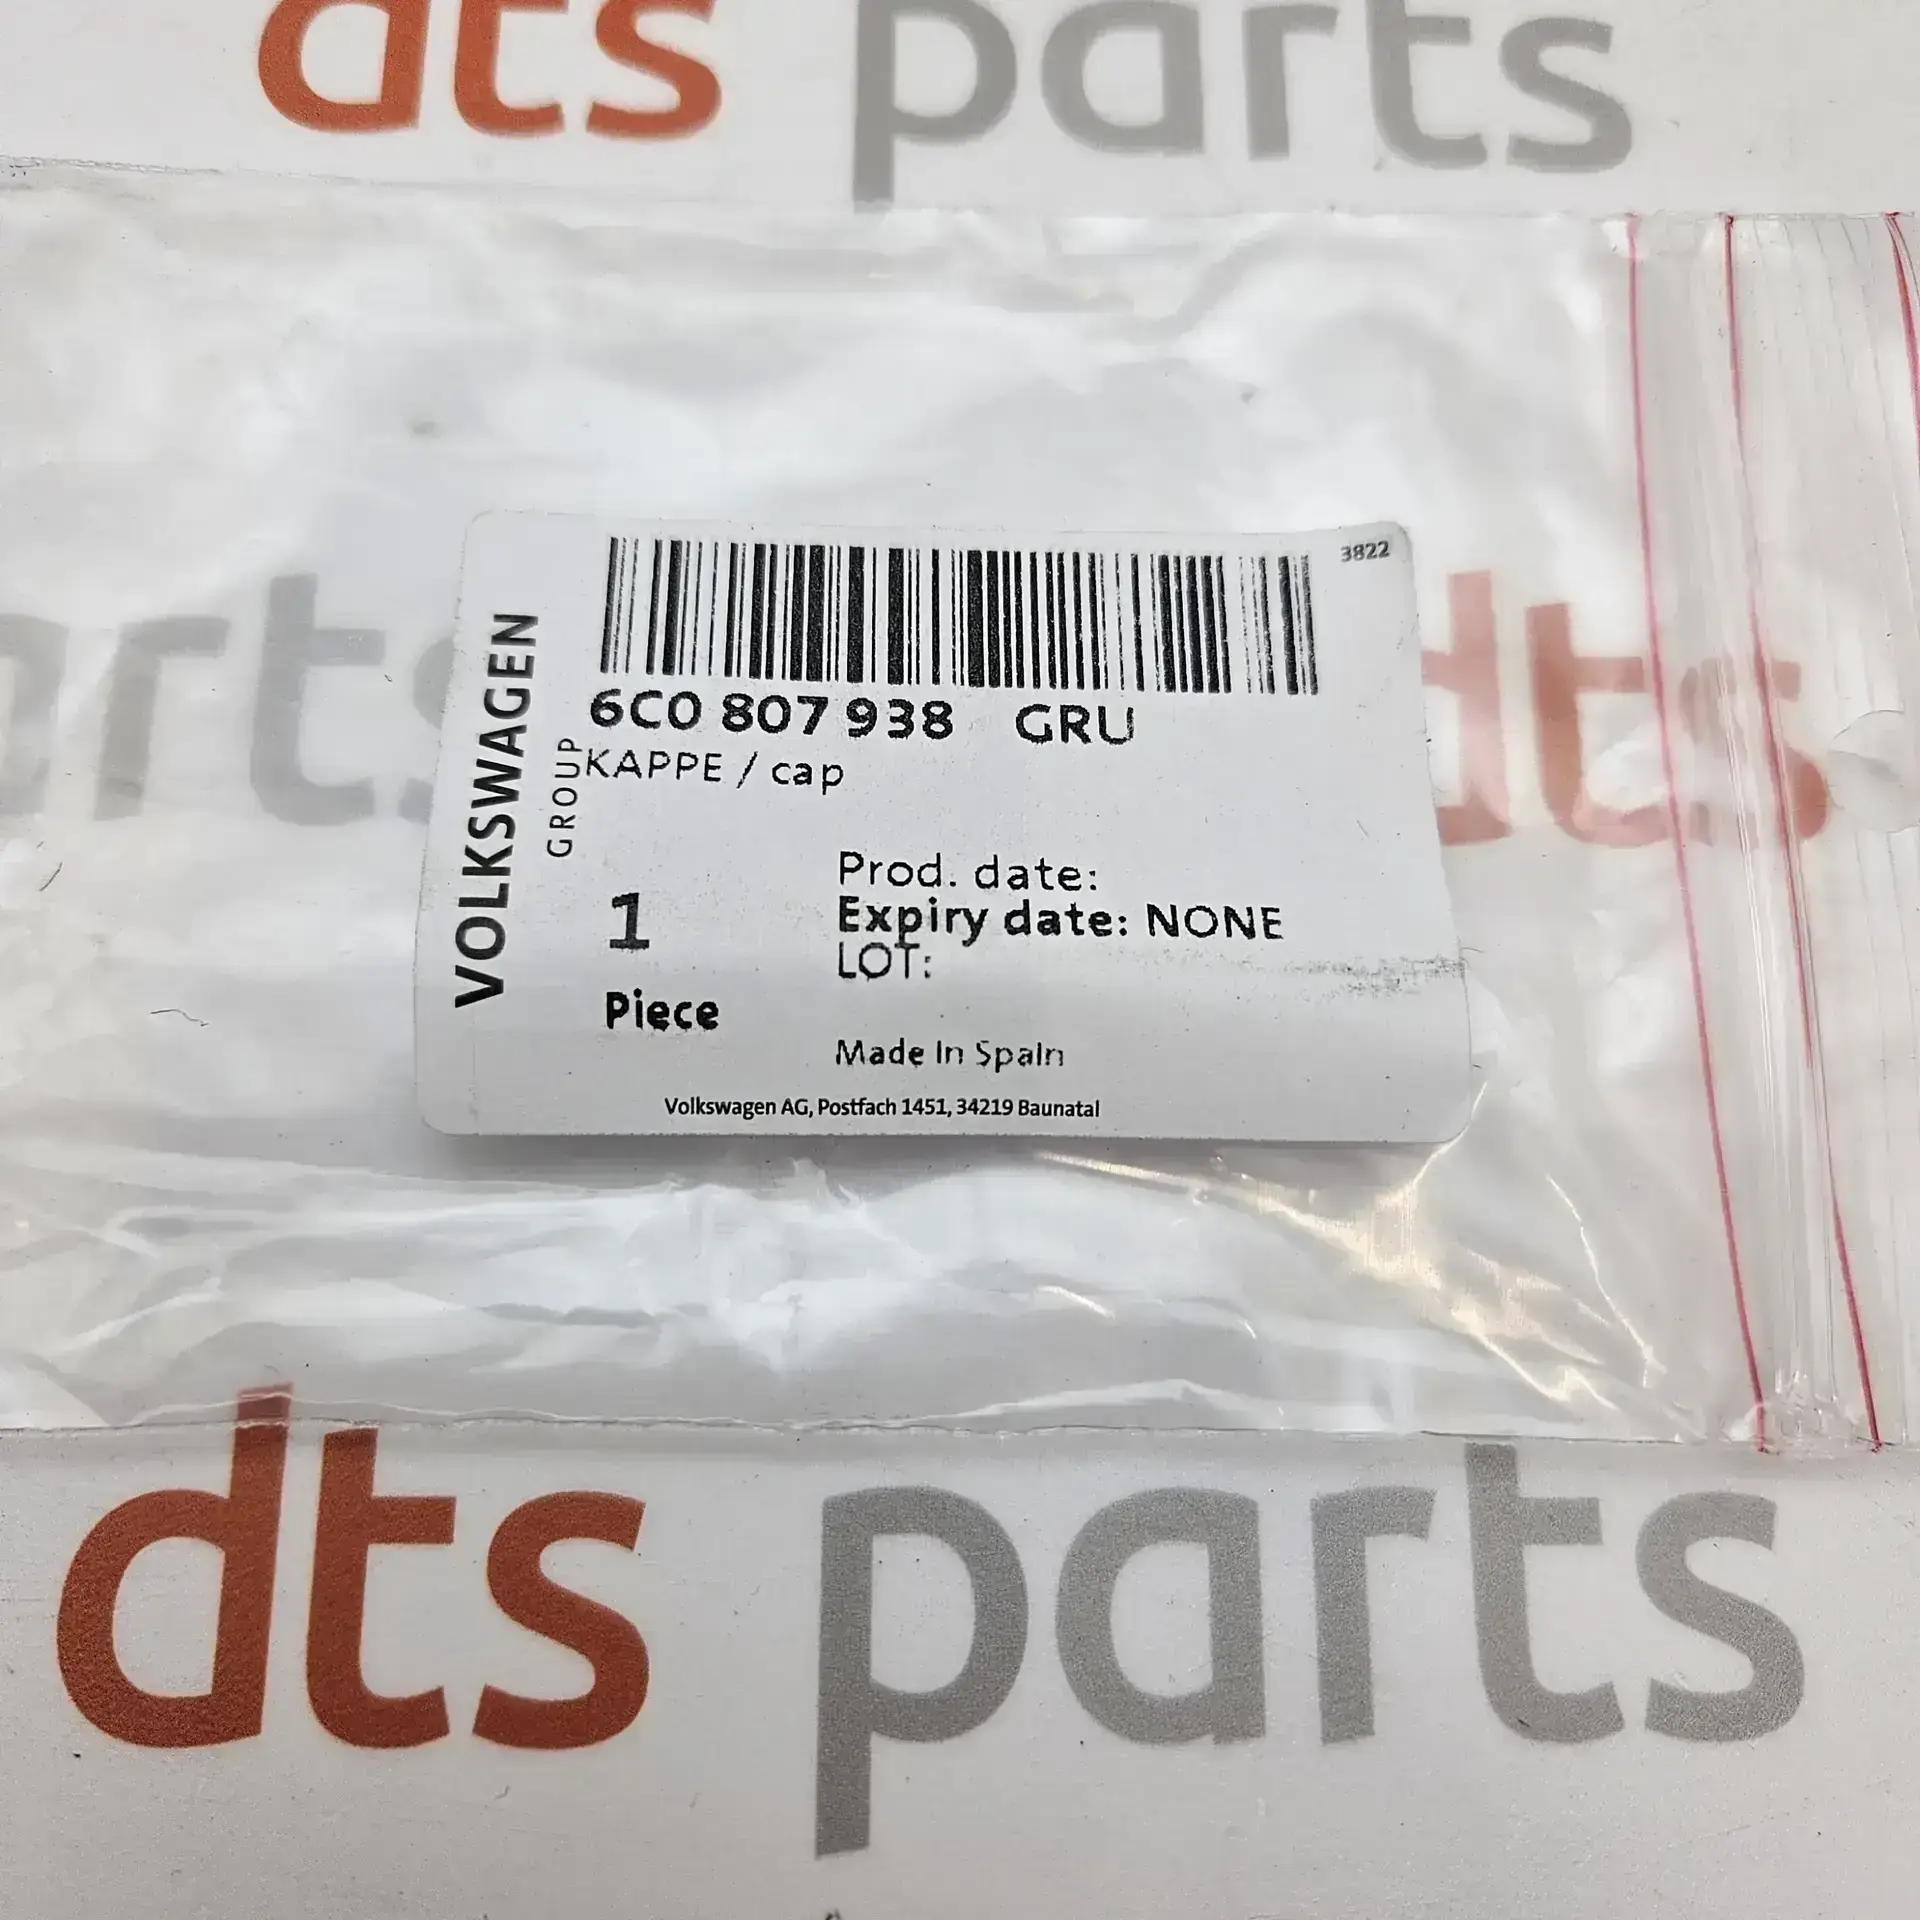 dts parts
3822
6C0 807 938 GRU
KAPPE / cap
VOLKSWAGEN
GROUP
Prod. date:
1
Expiry date: NONE
LOT:
Piece
Made In Spain
Volkswagen AG, Postfach 1451, 34219 Baunatal
parts dts
dts parts